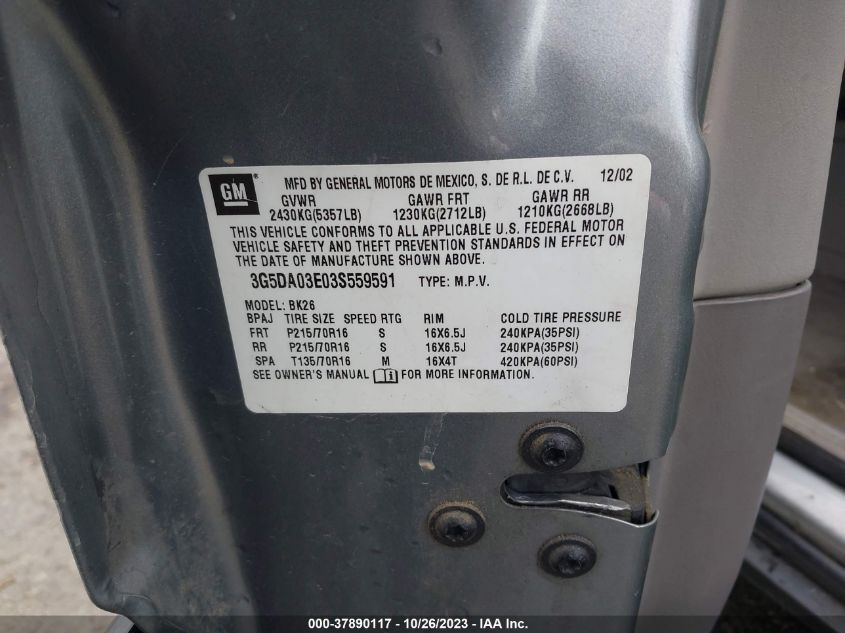 GM®
MFD BY GENERAL MOTORS DE MEXICO, S. DE R.L. DE C.V. 12/02
GVWR GAWR FRT GAWR RR
2430KG(5357LB) 1230KG(2712LB) 1210KG(2668LB)
THIS VEHICLE CONFORMS TO ALL APPLICABLE U.S. FEDERAL MOTOR
VEHICLE SAFETY AND THEFT PREVENTION STANDARDS IN EFFECT ON
THE DATE OF MANUFACTURE SHOWN ABOVE.
3G5DA03E03S559591 TYPE: M.P.V.
MODEL: BK26
BPAJ TIRE SIZE SPEED RTG RIM COLD TIRE PRESSURE
FRT P215/70R16 S 16X6.5J 240KPA(35PSI)
RR P215/70R16 S 16X6.5J 240KPA(35PSI)
SPA T135/70R16 M 16X4T 420KPA(60PSI)
SEE OWNER'S MANUAL FOR MORE INFORMATION.
000-37890117 - 10/26/2023 - IAA Inc.